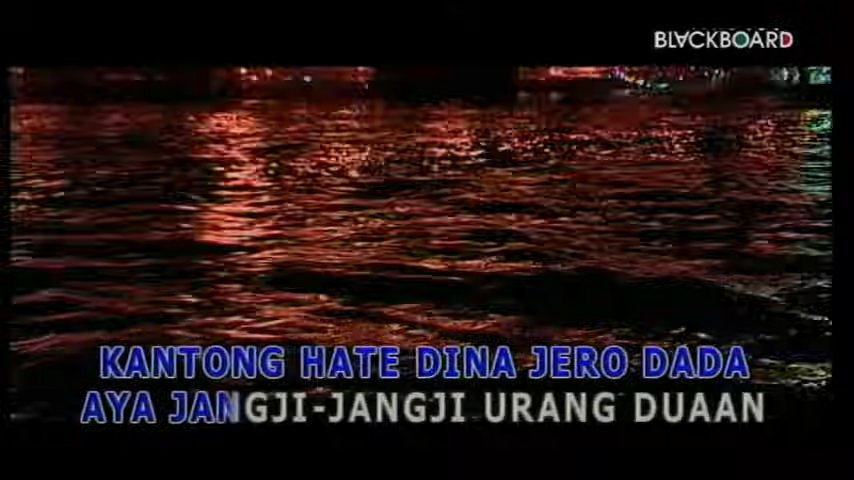 BLACKBOARD
KANTONG HATE DINA JERO DADA
AYA JANGJI-JANGJI URANG DUAAN